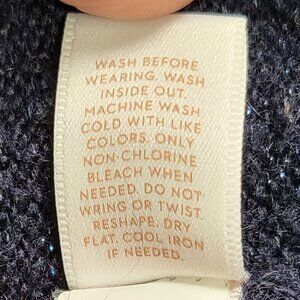 WASH BEFORE
WEARING. WASH
INSIDE OUT.
MACHINE WASH
COLD WITH LIKE
COLORS. ONLY
NON-CHLORINE
BLEACH WHEN
NEEDED. DO NOT
WRING OR TWIST.
RESHAPE. DRY
FLAT. COOL IRON
IF NEEDED.